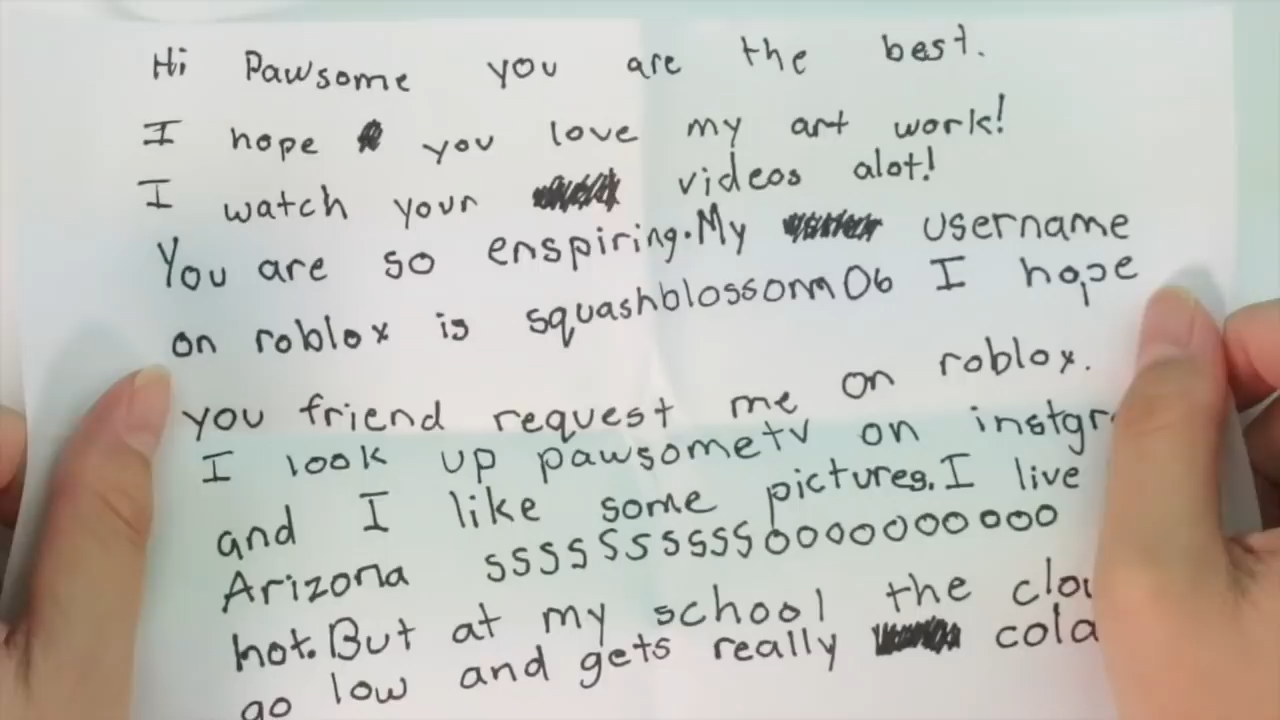 Hi Pawsome you are the best.
I hope you love my art work!
I watch your videos alot!
You are so enspiring. My username
on roblox is squashblossom06 I hope
you friend request me on roblox.
I look up pawsometv on instgr
and I like some pictures. I live
Arizona ssssssssssoooooooooo
hot. But at my school the clou
go low and gets really cold